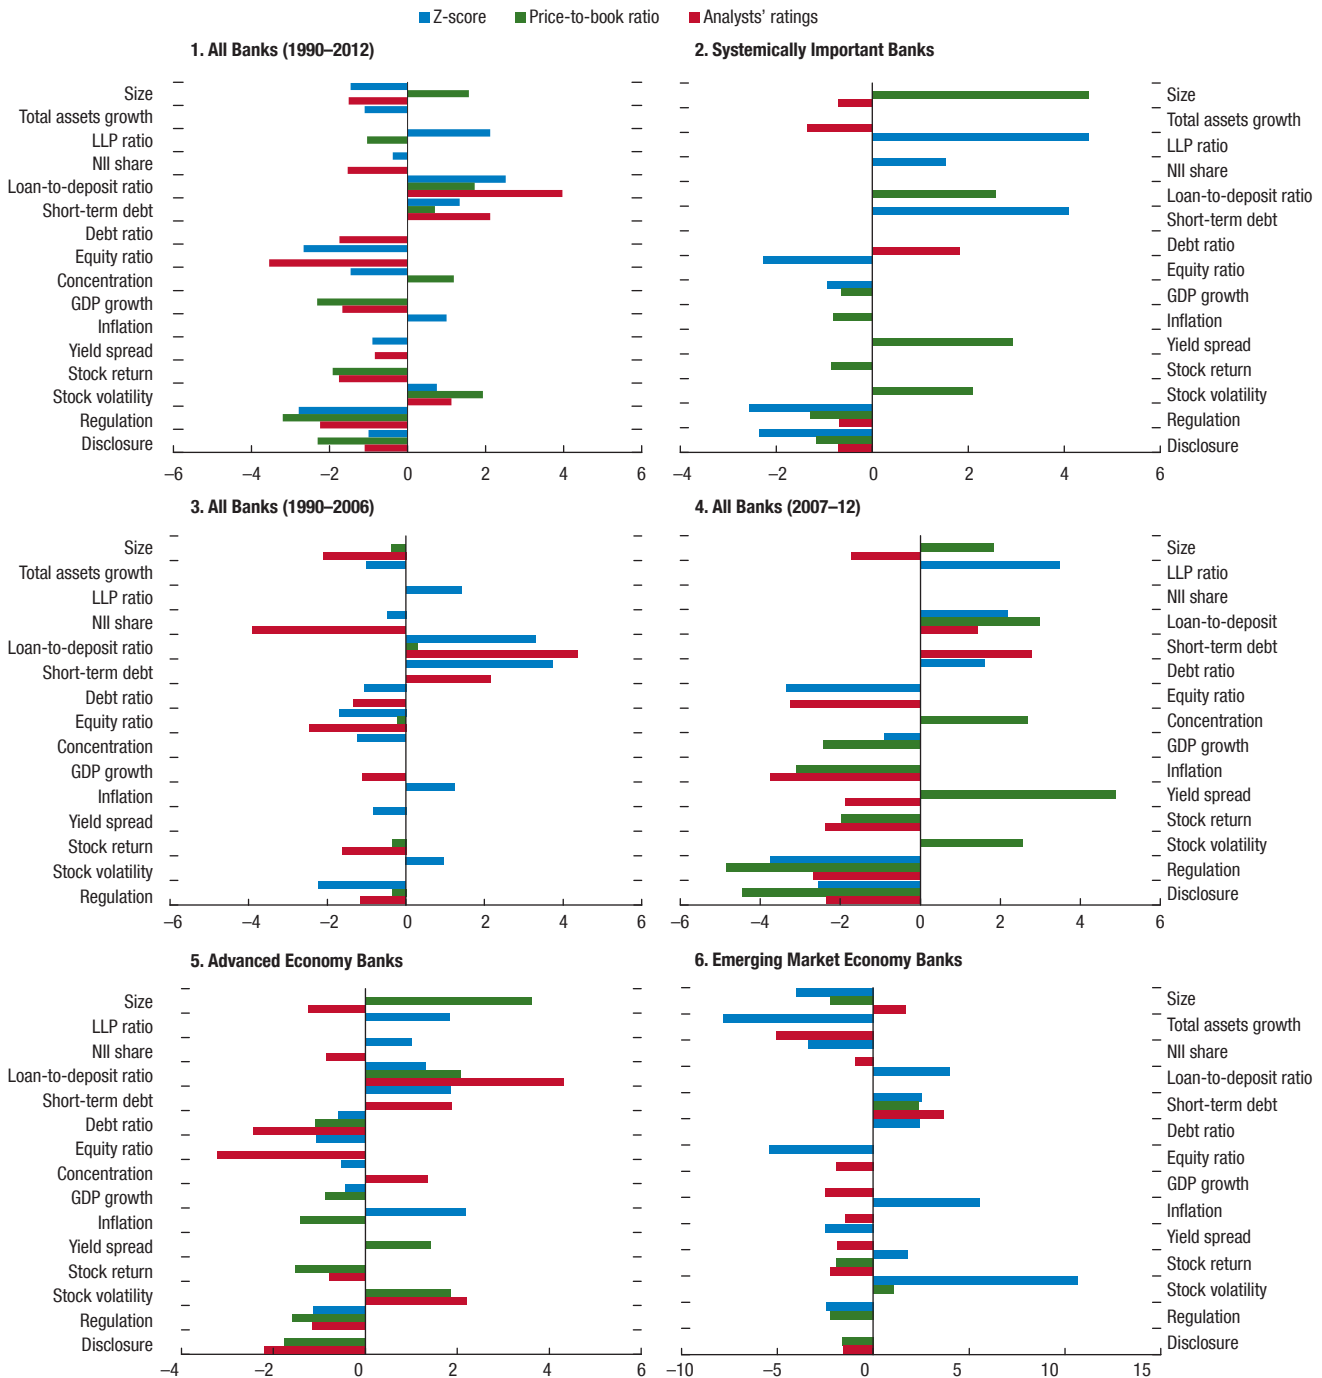 Z-score Price-to-book ratio Analysts’ ratings
1. All Banks (1990–2012)
Size
Total assets growth
LLP ratio
NII share
Loan-to-deposit ratio
Short-term debt
Debt ratio
Equity ratio
Concentration
GDP growth
Inflation
Yield spread
Stock return
Stock volatility
Regulation
Disclosure
–6 –4 –2 0 2 4 6
2. Systemically Important Banks
Size
Total assets growth
LLP ratio
NII share
Loan-to-deposit ratio
Short-term debt
Debt ratio
Equity ratio
GDP growth
Inflation
Yield spread
Stock return
Stock volatility
Regulation
Disclosure
–4 –2 0 2 4 6
3. All Banks (1990–2006)
Size
Total assets growth
LLP ratio
NII share
Loan-to-deposit ratio
Short-term debt
Debt ratio
Equity ratio
Concentration
GDP growth
Inflation
Yield spread
Stock return
Stock volatility
Regulation
–6 –4 –2 0 2 4 6
4. All Banks (2007–12)
Size
LLP ratio
NII share
Loan-to-deposit
Short-term debt
Debt ratio
Equity ratio
Concentration
GDP growth
Inflation
Yield spread
Stock return
Stock volatility
Regulation
Disclosure
–6 –4 –2 0 2 4 6
5. Advanced Economy Banks
Size
LLP ratio
NII share
Loan-to-deposit ratio
Short-term debt
Debt ratio
Equity ratio
Concentration
GDP growth
Inflation
Yield spread
Stock return
Stock volatility
Regulation
Disclosure
–4 –2 0 2 4 6
6. Emerging Market Economy Banks
Size
Total assets growth
NII share
Loan-to-deposit ratio
Short-term debt
Debt ratio
Equity ratio
GDP growth
Inflation
Yield spread
Stock return
Stock volatility
Regulation
Disclosure
–10 –5 0 5 10 15